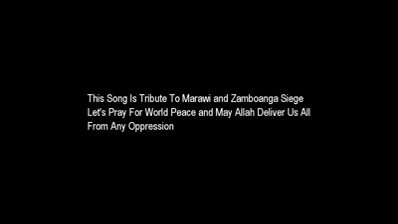 This Song Is Tribute To Marawi and Zamboanga Siege
Let's Pray For World Peace and May Allah Deliver Us All
From Any Oppression